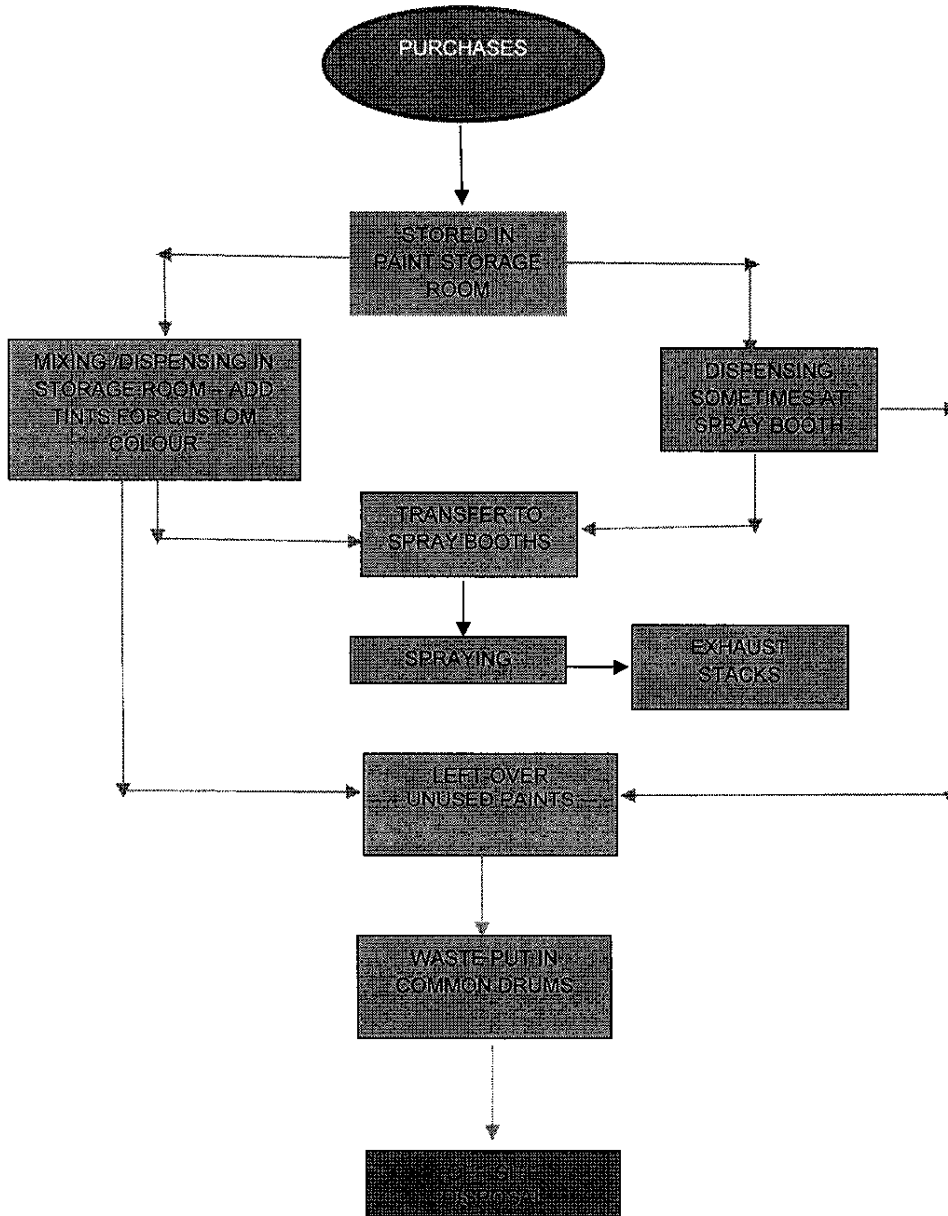 PURCHASES
STORED IN
PAINT STORAGE
ROOM
MIXING /DISPENSING IN
STORAGE ROOM – ADD
TINTS FOR CUSTOM
COLOUR
DISPENSING
SOMETIMES AT
SPRAY BOOTH
TRANSFER TO
SPRAY BOOTHS
SPRAYING
EXHAUST
STACKS
LEFT OVER
UNUSED PAINTS
WASTE PUT IN
COMMON DRUMS
DISPOSAL